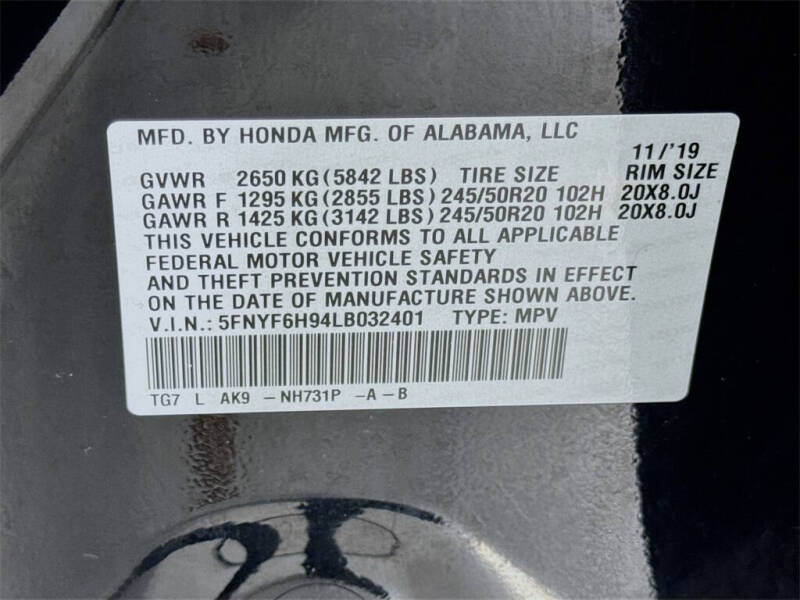 MFD. BY HONDA MFG. OF ALABAMA, LLC
11/'19
GVWR 2650 KG (5842 LBS) TIRE SIZE RIM SIZE
GAWR F 1295 KG (2855 LBS) 245/50R20 102H 20X8.0J
GAWR R 1425 KG (3142 LBS) 245/50R20 102H 20X8.0J
THIS VEHICLE CONFORMS TO ALL APPLICABLE
FEDERAL MOTOR VEHICLE SAFETY
AND THEFT PREVENTION STANDARDS IN EFFECT
ON THE DATE OF MANUFACTURE SHOWN ABOVE.
V.I.N.: 5FNYF6H94LB032401 TYPE: MPV
TG7 L AK9 -NH731P -A-B